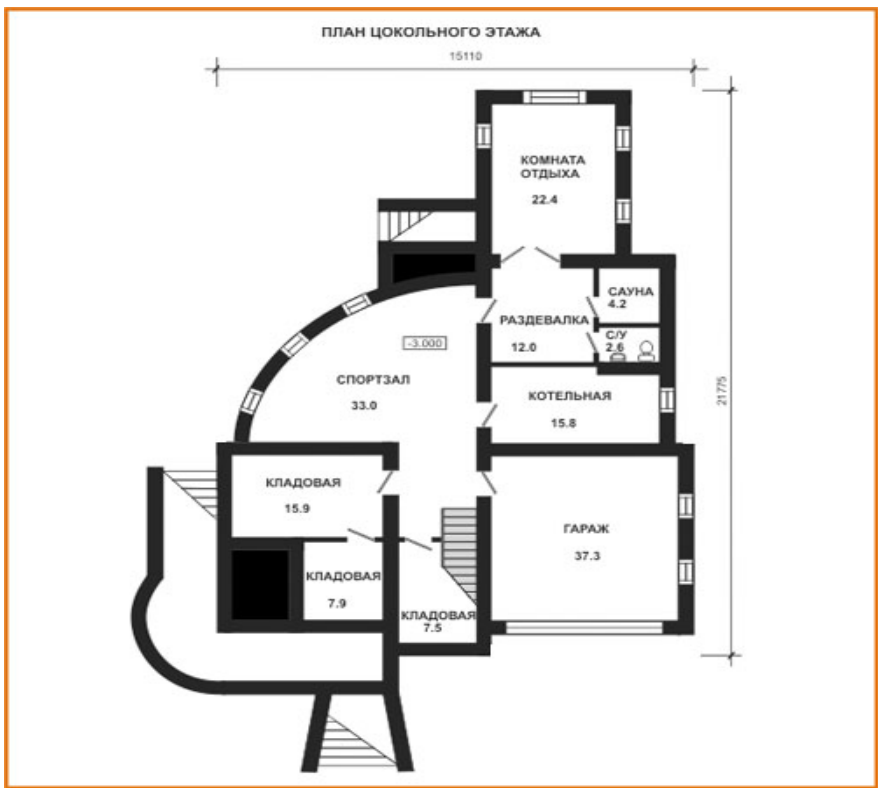 ПЛАН ЦОКОЛЬНОГО ЭТАЖА
15110
КОМНАТА
ОТДЫХА
22.4
САУНА
4.2
РАЗДЕВАЛКА
12.0
С/У
2.6
-3.000
СПОРТЗАЛ
33.0
КОТЕЛЬНАЯ
15.8
21775
КЛАДОВАЯ
15.9
ГАРАЖ
37.3
КЛАДОВАЯ
7.9
КЛАДОВАЯ
7.5